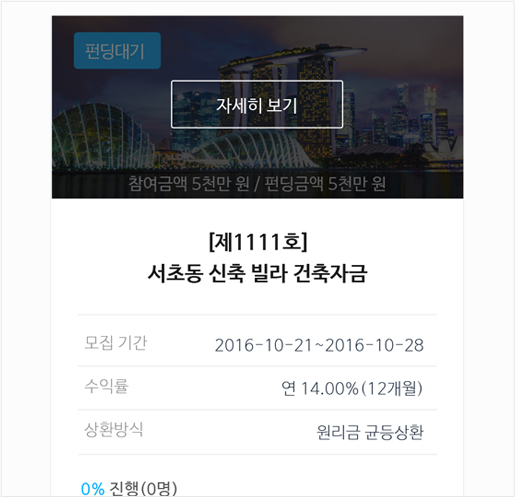 펀딩대기
자세히 보기
참여금액 5천만 원 / 펀딩금액 5천만 원
[제1111호]
서초동 신축 빌라 건축자금
모집 기간 2016-10-21~2016-10-28
수익률 연 14.00%(12개월)
상환방식 원리금 균등상환
0% 진행(0명)